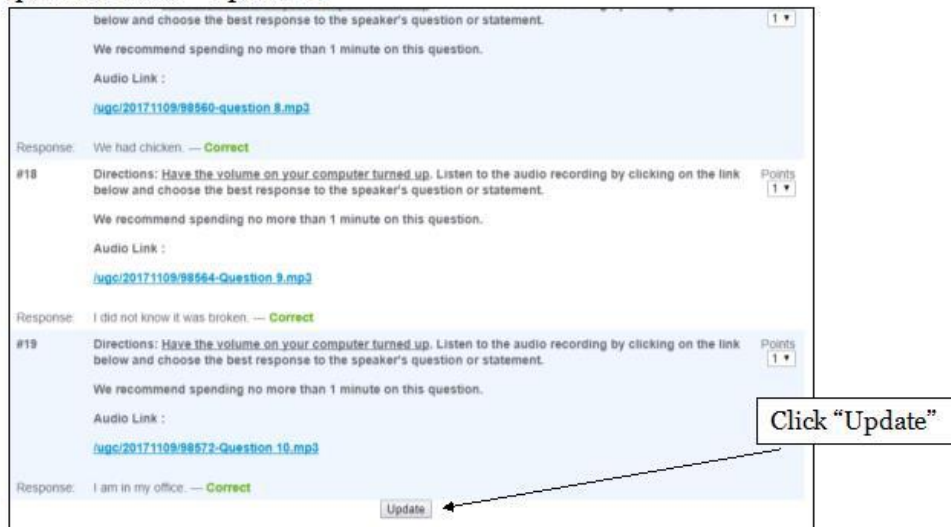 below and choose the best response to the speaker's question or statement.
1
We recommend spending no more than 1 minute on this question.
Audio Link :
/ugc/20171109/98560-question 8.mp3
Response: We had chicken. — Correct
#18 Directions: Have the volume on your computer turned up. Listen to the audio recording by clicking on the link Points
below and choose the best response to the speaker's question or statement. 1
We recommend spending no more than 1 minute on this question.
Audio Link :
/ugc/20171109/98564-Question 9.mp3
Response: I did not know it was broken. — Correct
#19 Directions: Have the volume on your computer turned up. Listen to the audio recording by clicking on the link Points
below and choose the best response to the speaker's question or statement. 1
We recommend spending no more than 1 minute on this question.
Audio Link :
/ugc/20171109/98572-Question 10.mp3
Click “Update”
Response: I am in my office. — Correct
Update